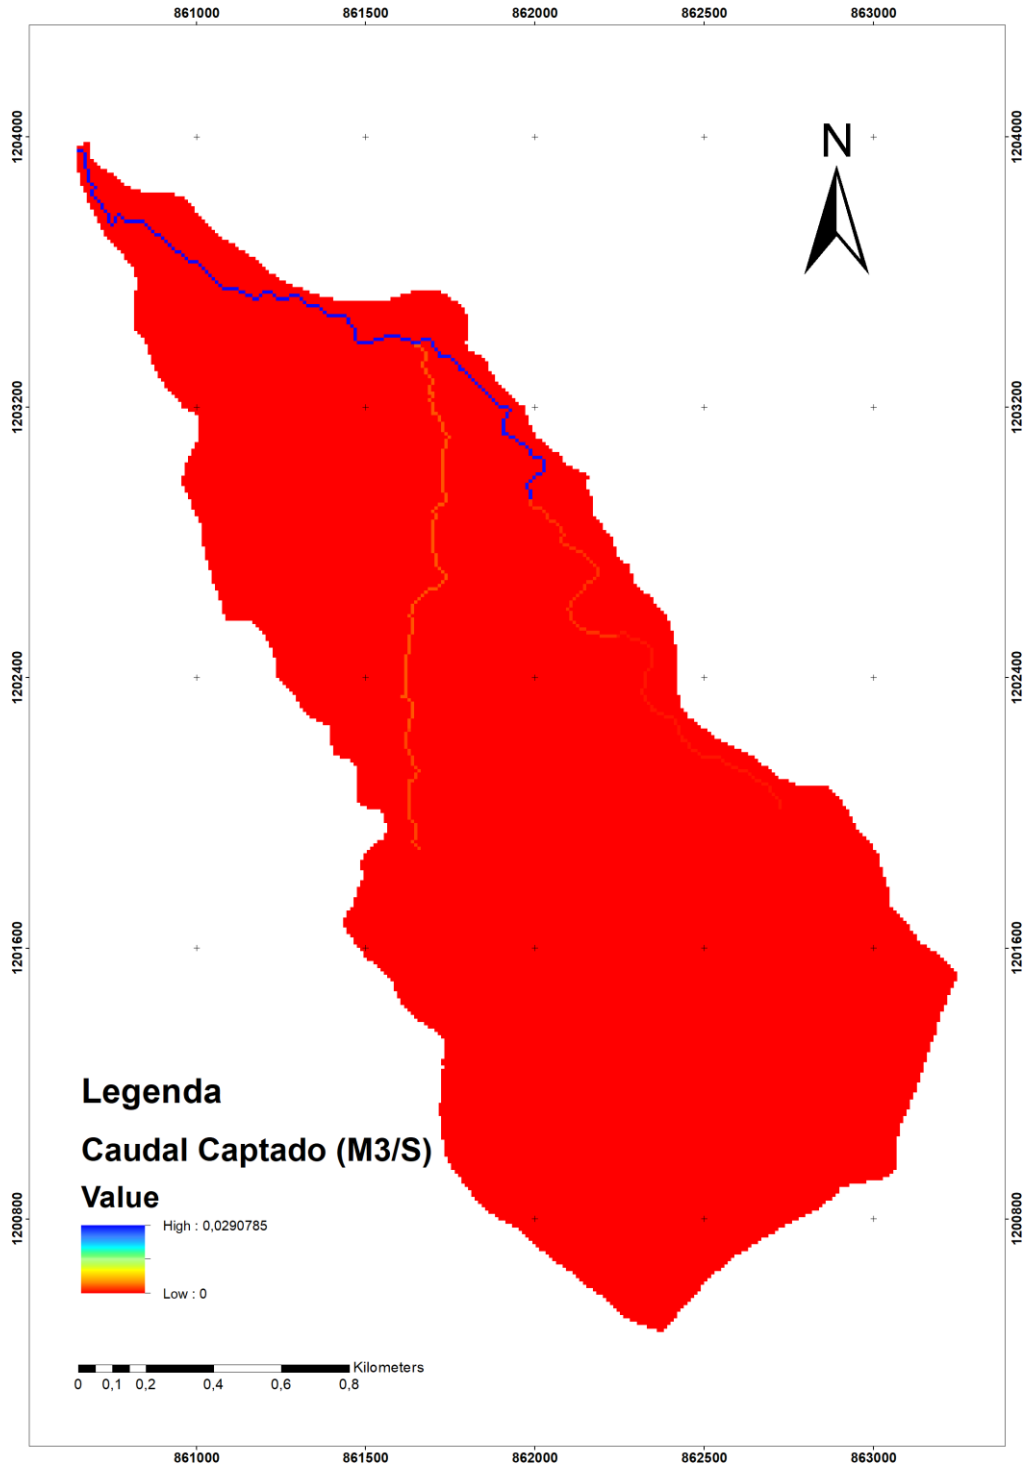 861000 861500 862000 862500 863000
N
1204000 1204000
1203200 1203200
1202400 1202400
1201600 1201600
1200800 1200800
Legenda
Caudal Captado (M3/S)
Value
High : 0,0290785
Low : 0
Kilometers
0 0,1 0,2 0,4 0,6 0,8
861000 861500 862000 862500 863000